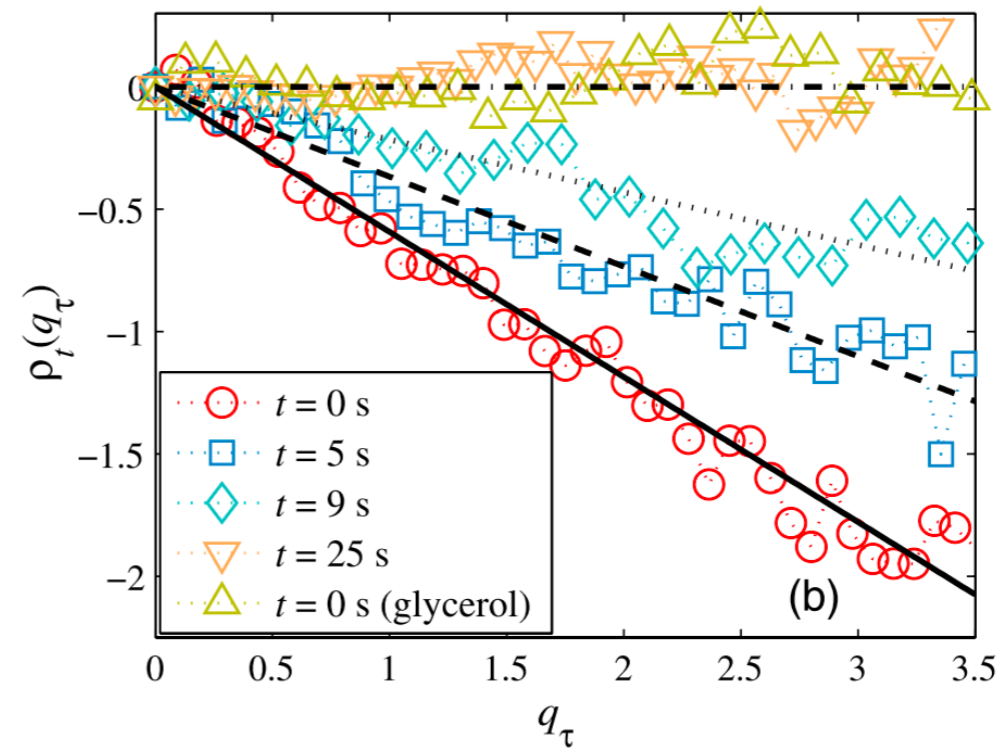 0
−0.5
−1
−1.5
−2
ρt(qτ)
t = 0 s
t = 5 s
t = 9 s
t = 25 s
t = 0 s (glycerol)
(b)
0 0.5 1 1.5 2 2.5 3 3.5
qτ